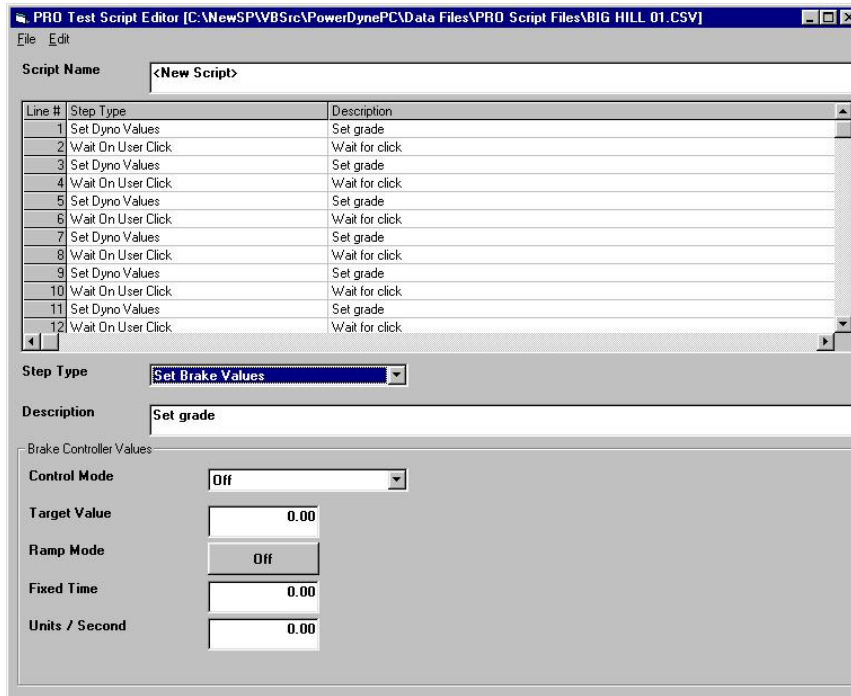 PRO Test Script Editor [C:\NewSP\VBSrc\PowerDynePC\Data Files\PRO Script Files\BIG HILL 01.CSV]
File Edit
Script Name <New Script>
Line # Step Type Description
1 Set Dyno Values Set grade
2 Wait On User Click Wait for click
3 Set Dyno Values Set grade
4 Wait On User Click Wait for click
5 Set Dyno Values Set grade
6 Wait On User Click Wait for click
7 Set Dyno Values Set grade
8 Wait On User Click Wait for click
9 Set Dyno Values Set grade
10 Wait On User Click Wait for click
11 Set Dyno Values Set grade
12 Wait On User Click Wait for click
Step Type Set Brake Values
Description Set grade
Brake Controller Values
Control Mode Off
Target Value 0.00
Ramp Mode Off
Fixed Time 0.00
Units / Second 0.00